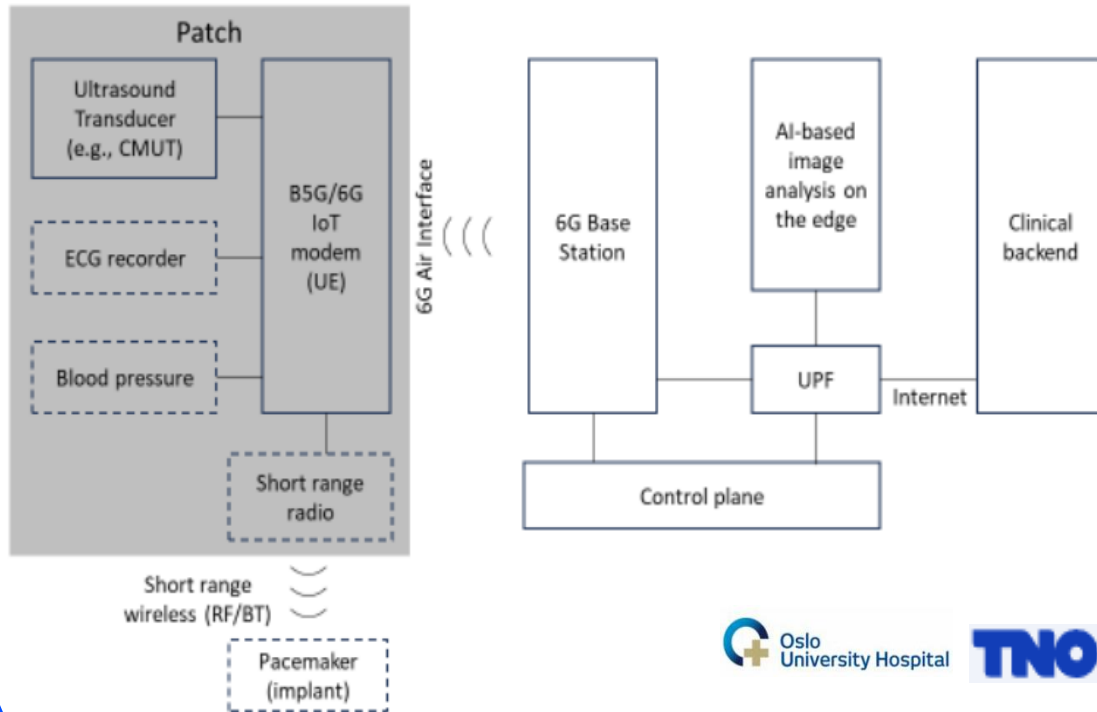 Patch
Ultrasound
Transducer
(e.g., CMUT)
ECG recorder
Blood pressure
B5G/6G
IoT
modem
(UE)
Short range
radio
Short range
wireless (RF/BT)
Pacemaker
(implant)
6G Air Interface
6G Base
Station
AI-based
image
analysis on
the edge
UPF
Internet
Clinical
backend
Control plane
Oslo
University Hospital
TNO